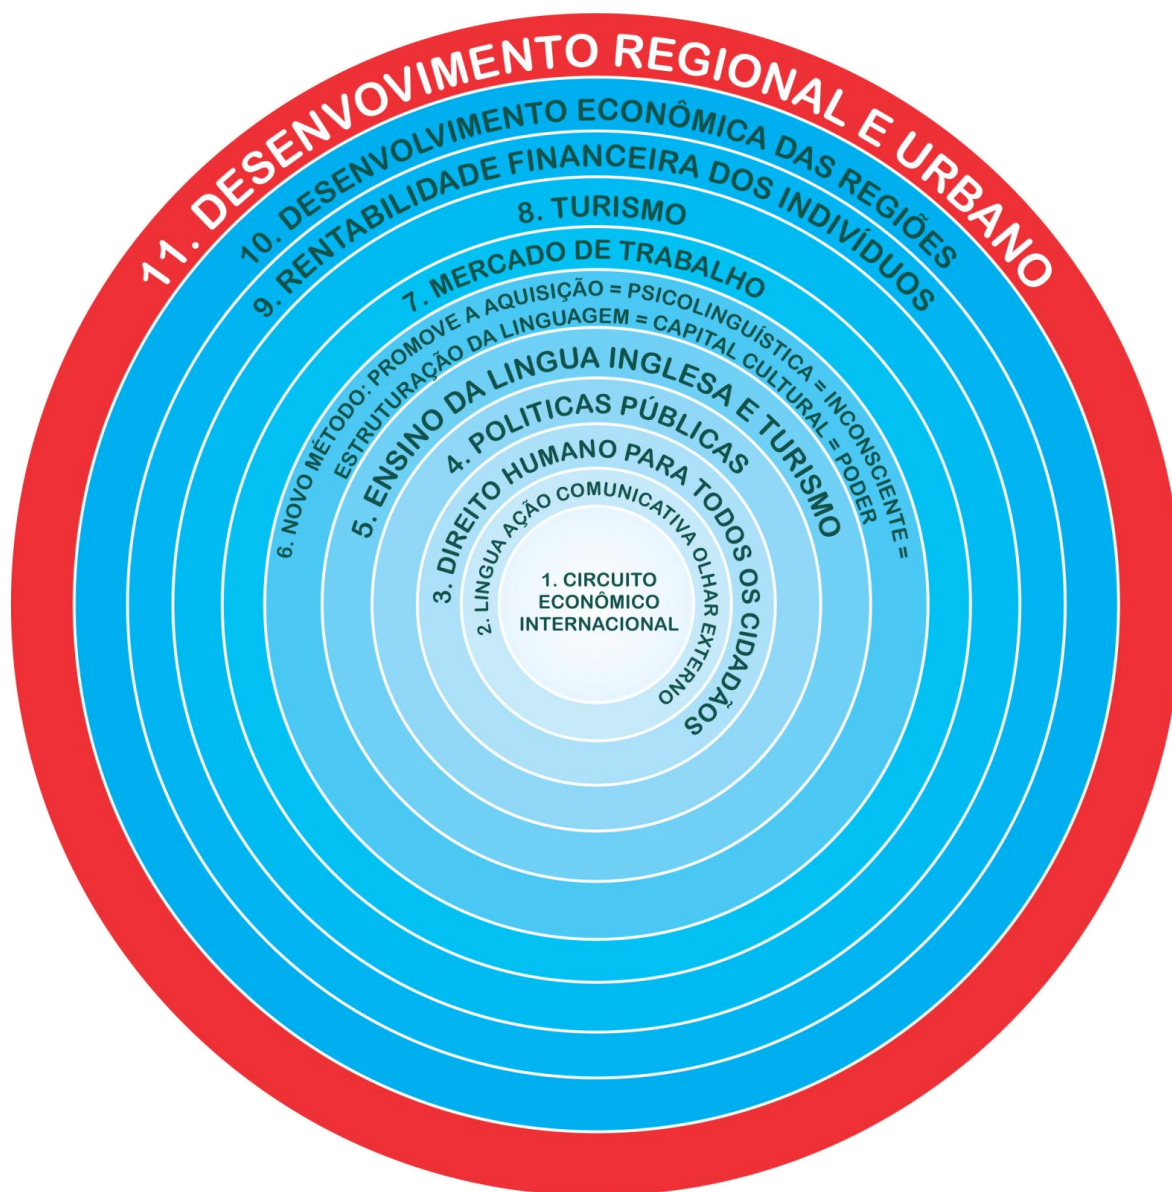 11. DESENVOVIMENTO REGIONAL E URBANO
10. DESENVOLVIMENTO ECONÔMICA DAS REGIÕES
9. RENTABILIDADE FINANCEIRA DOS INDIVÍDUOS
8. TURISMO
7. MERCADO DE TRABALHO
6. NOVO MÉTODO: PROMOVE A AQUISIÇÃO = PSICOLINGUÍSTICA = INCONSCIENTE =
ESTRUTURAÇÃO DA LINGUAGEM = CAPITAL CULTURAL = PODER
5. ENSINO DA LINGUA INGLESA E TURISMO
4. POLITICAS PÚBLICAS
3. DIREITO HUMANO PARA TODOS OS CIDADÃOS
2. LINGUA AÇÃO COMUNICATIVA OLHAR EXTERNO
1. CIRCUITO
ECONÔMICO
INTERNACIONAL